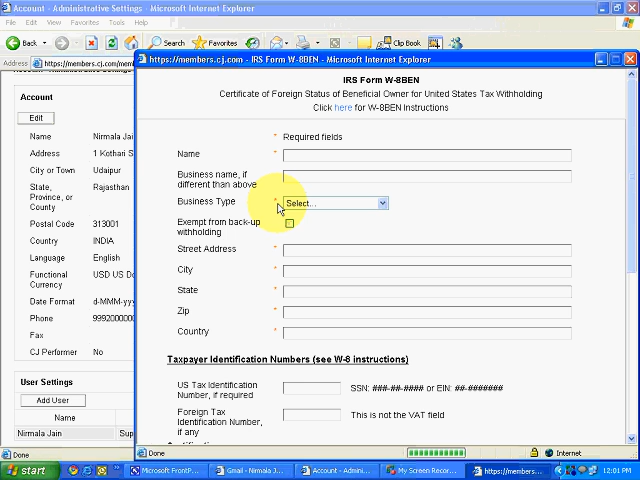 Account - Administrative Settings - Microsoft Internet Explorer
File Edit View Favorites Tools Help
Back Search Favorites Clip Book
Address https://members.cj.com/me
https://members.cj.com - IRS Form W-8BEN - Microsoft Internet Explorer
IRS Form W-8BEN
Certificate of Foreign Status of Beneficial Owner for United States Tax Withholding
Click here for W-8BEN Instructions
* Required fields
Name *
Business name, if
different than above
Business Type * Select...
Exempt from back-up
withholding
Street Address *
City *
State *
Zip *
Country *
Taxpayer Identification Numbers (see W-8 instructions)
US Tax Identification
Number, if required
SSN: ###-##-#### or EIN: ##-#######
Foreign Tax
Identification Number,
if any
This is not the VAT field
Done Internet
Account
Edit
Name Nirmala Jain
Address 1 Kothari S
City or Town Udaipur
State,
Province, or
County
Rajasthan
Postal Code 313001
Country INDIA
Language English
Functional
Currency
USD US Do
Date Format d-MMM-yyy
Phone 9992000000
Fax
CJ Performer No
User Settings
Add User
Name
Nirmala Jain Sup
Done
start Microsoft FrontP... Gmail - Nirmala J... Account - Admini... My Screen Recor... https://members... 12:01 PM